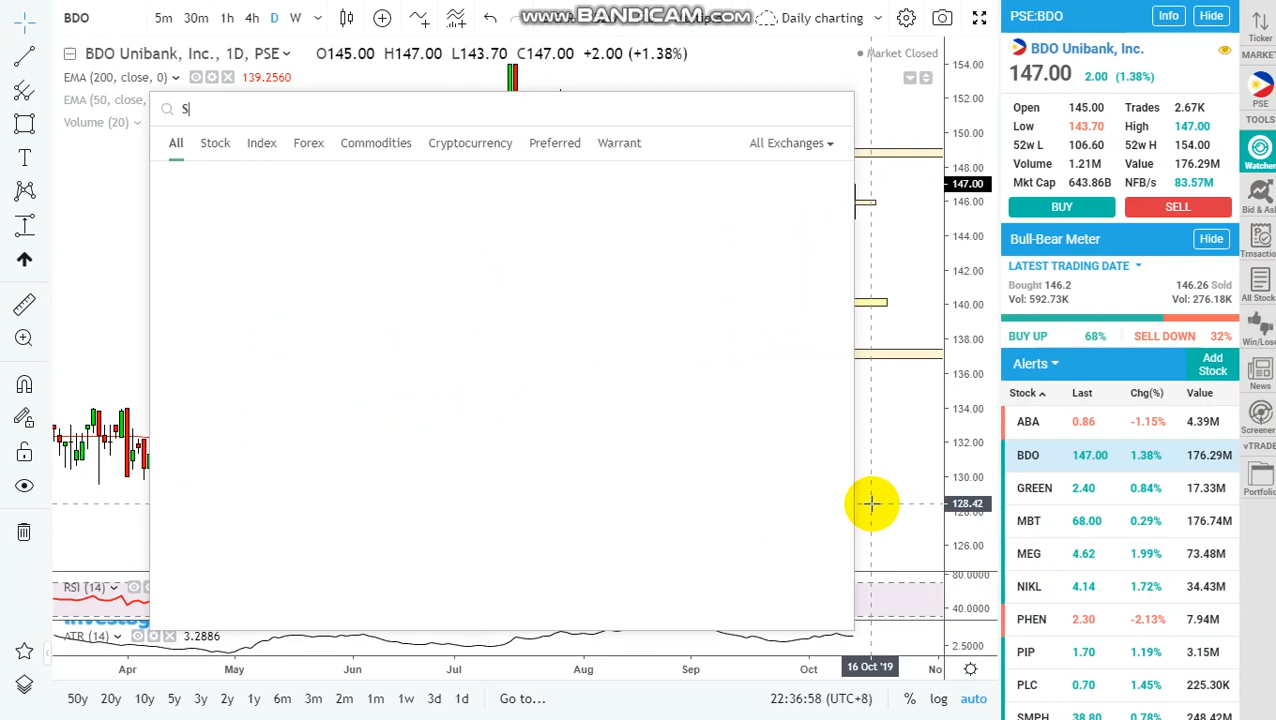 BDO 5m 30m 1h 4h D W www.BANDICAM.com Daily charting
BDO Unibank, Inc., 1D, PSE O145.00 H147.00 L143.70 C147.00 +2.00 (+1.38%)
Market Closed
EMA (200, close, 0) 139.2560
EMA (50, close,
Volume (20)
S
All Stock Index Forex Commodities Cryptocurrency Preferred Warrant All Exchanges
154.00
152.00
150.00
148.00
147.00
146.00
144.00
142.00
140.00
138.00
136.00
134.00
132.00
130.00
128.42
126.00
RSI (14)
80.0000
40.0000
ATR (14) 3.2886
2.5000
Apr May Jun Jul Aug Sep Oct 16 Oct '19 No
50y 20y 10y 5y 3y 2y 1y 6m 3m 2m 1m 1w 3d 1d Go to... 22:36:58 (UTC+8) % log auto
PSE:BDO Info Hide
BDO Unibank, Inc.
147.00 2.00 (1.38%)
Open 145.00 Trades 2.67K
Low 143.70 High 147.00
52w L 106.60 52w H 154.00
Volume 1.21M Value 176.29M
Mkt Cap 643.86B NFB/s 83.57M
BUY SELL
Bull-Bear Meter Hide
LATEST TRADING DATE
Bought 146.2 146.26 Sold
Vol: 592.73K Vol: 276.18K
BUY UP 68% SELL DOWN 32%
Alerts Add Stock
Stock Last Chg(%) Value
ABA 0.86 -1.15% 4.39M
BDO 147.00 1.38% 176.29M
GREEN 2.40 0.84% 17.33M
MBT 68.00 0.29% 176.74M
MEG 4.62 1.99% 73.48M
NIKL 4.14 1.72% 34.43M
PHEN 2.30 -2.13% 7.94M
PIP 1.70 1.19% 3.15M
PLC 0.70 1.45% 225.30K
SMPH 38.80 0.78% 248.42M
Ticker
MARKET
PSE
TOOLS
Watcher
Bid & Ask
Trnsaction
All Stock
Win/Lose
News
Screener
vTRADE
Portfolio